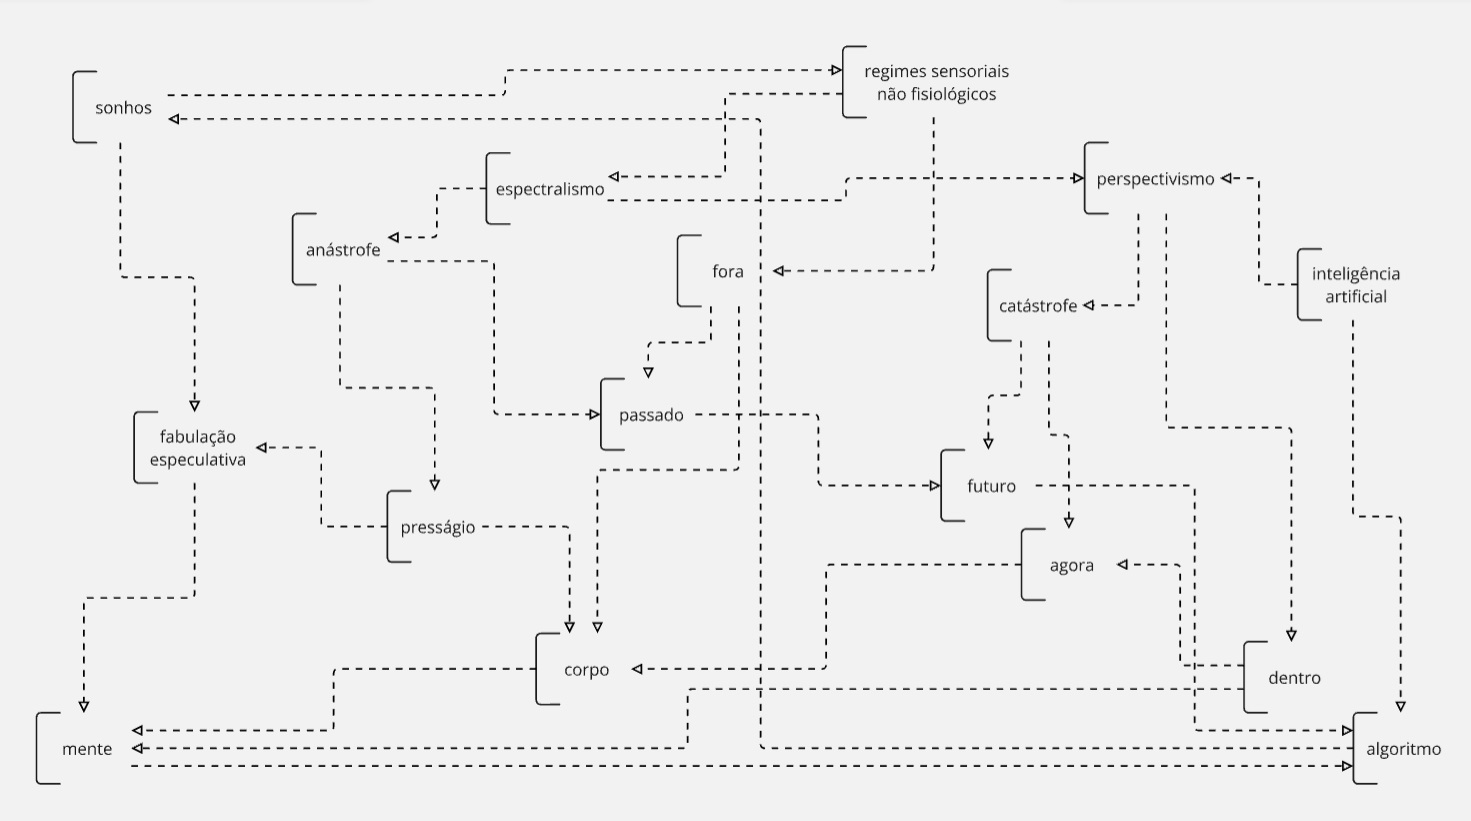 regimes sensoriais
não fisiológicos
sonhos
perspectivismo
espectralismo
anástrofe
fora
inteligência
artificial
catástrofe
passado
fabulação
especulativa
futuro
presságio
agora
corpo
dentro
mente
algoritmo